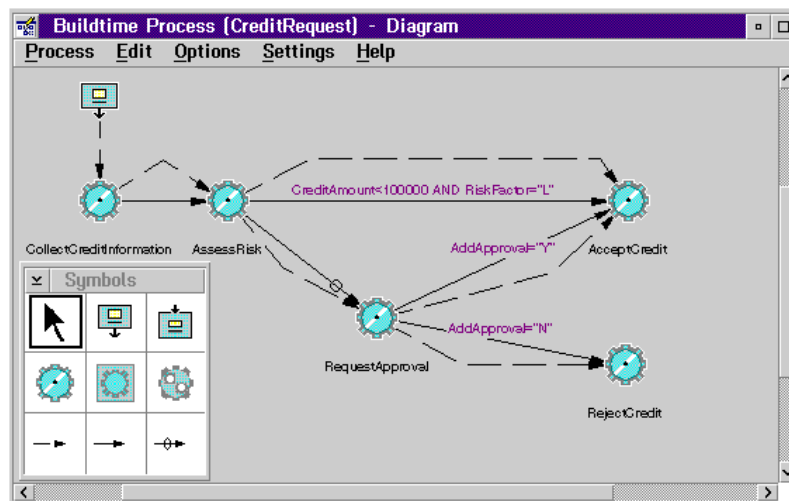 Buildtime Process (CreditRequest) - Diagram
Process Edit Options Settings Help
CreditAmount<100000 AND RiskFactor="L"
CollectCreditInformation AssessRisk AddApproval="Y" AcceptCredit
Symbols
AddApproval="N"
RequestApproval
RejectCredit